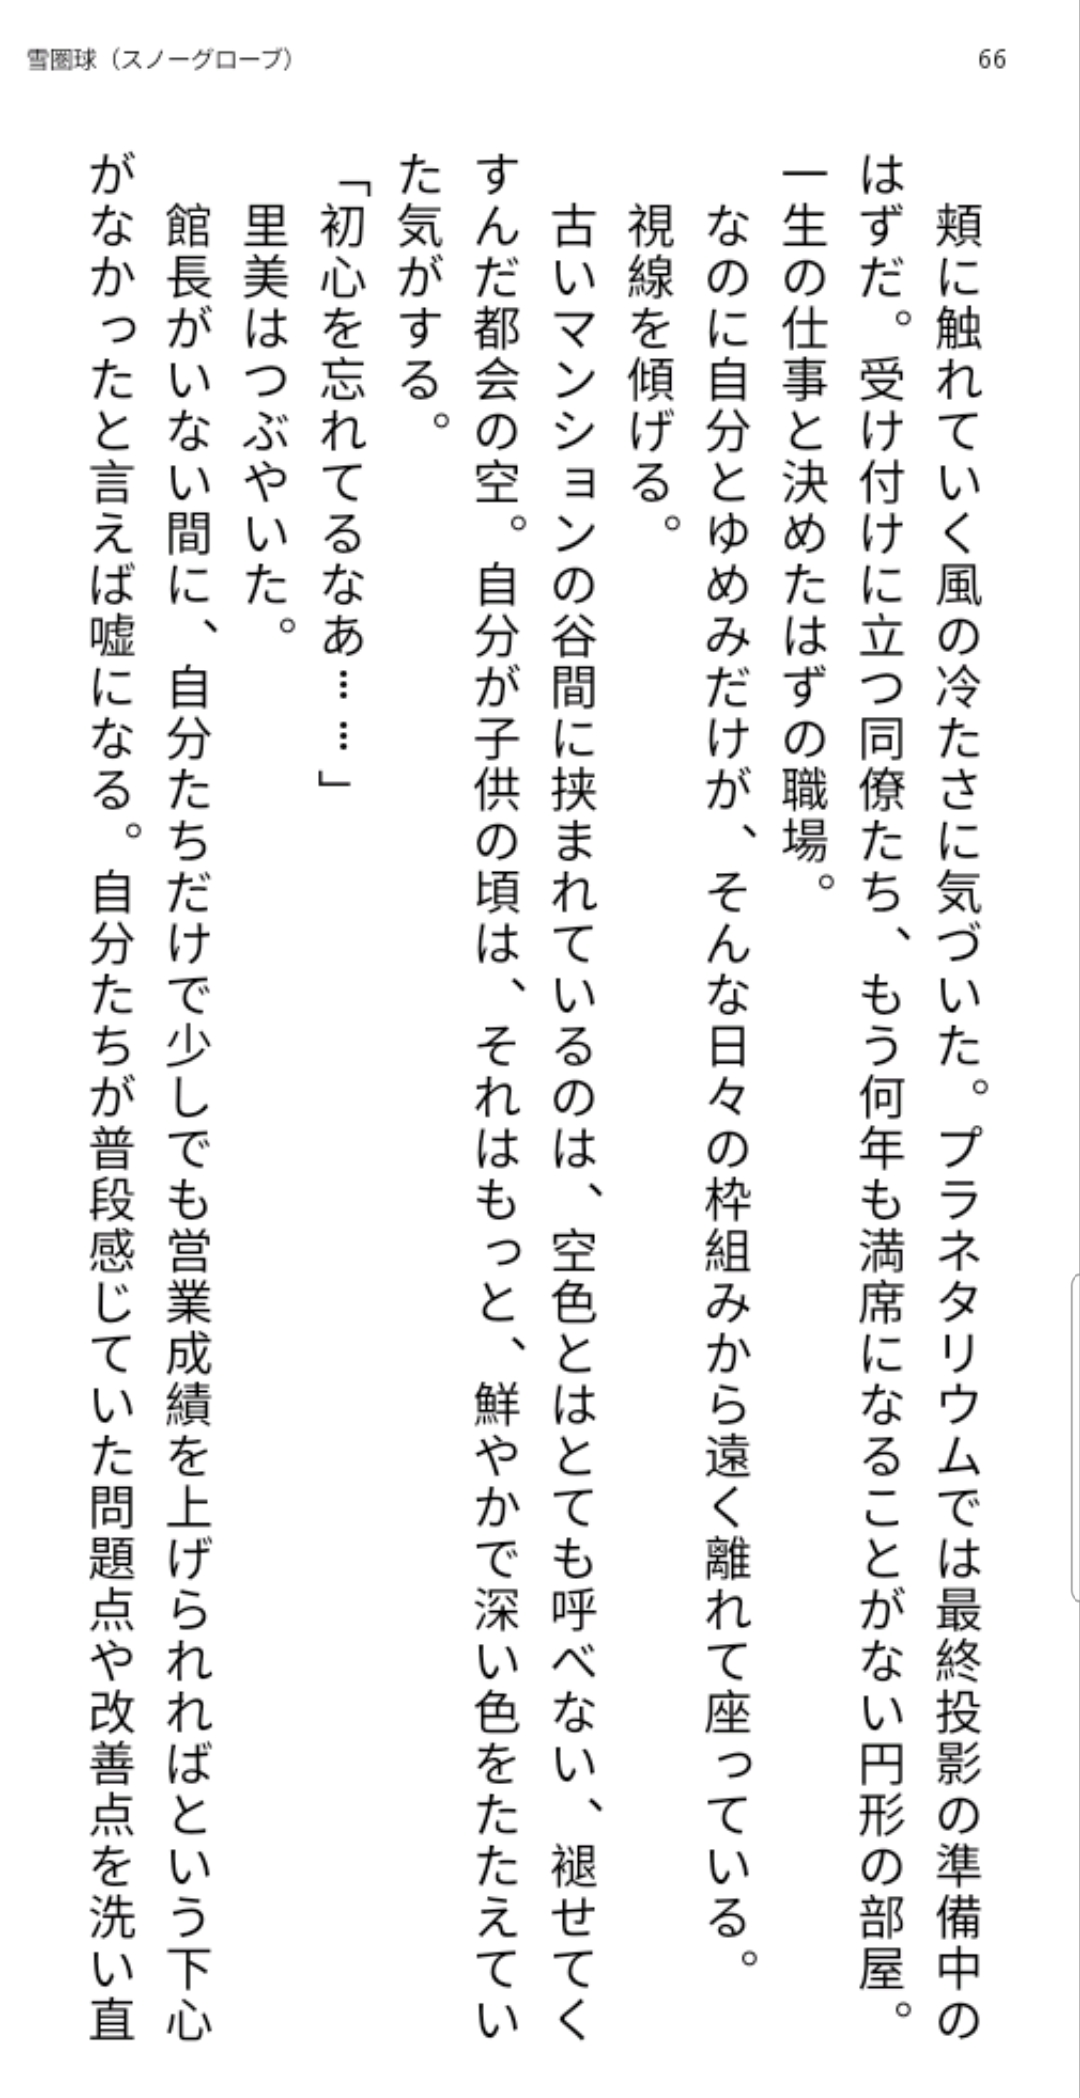 雪圏球（スノーグローブ）
66
頬に触れていく風の冷たさに気づいた。プラネタリウムでは最終投影の準備中の
はずだ。受け付けに立つ同僚たち、もう何年も満席になることがない円形の部屋。
一生の仕事と決めたはずの職場。
なのに自分とゆめみだけが、そんな日々の枠組みから遠く離れて座っている。
視線を傾げる。
古いマンションの谷間に挟まれているのは、空色とはとても呼べない、褪せてく
すんだ都会の空。自分が子供の頃は、それはもっと、鮮やかで深い色をたたえてい
た気がする。
「初心を忘れてるなあ……」
里美はつぶやいた。
館長がいない間に、自分たちだけで少しでも営業成績を上げられればという下心
がなかったと言えば嘘になる。自分たちが普段感じていた問題点や改善点を洗い直